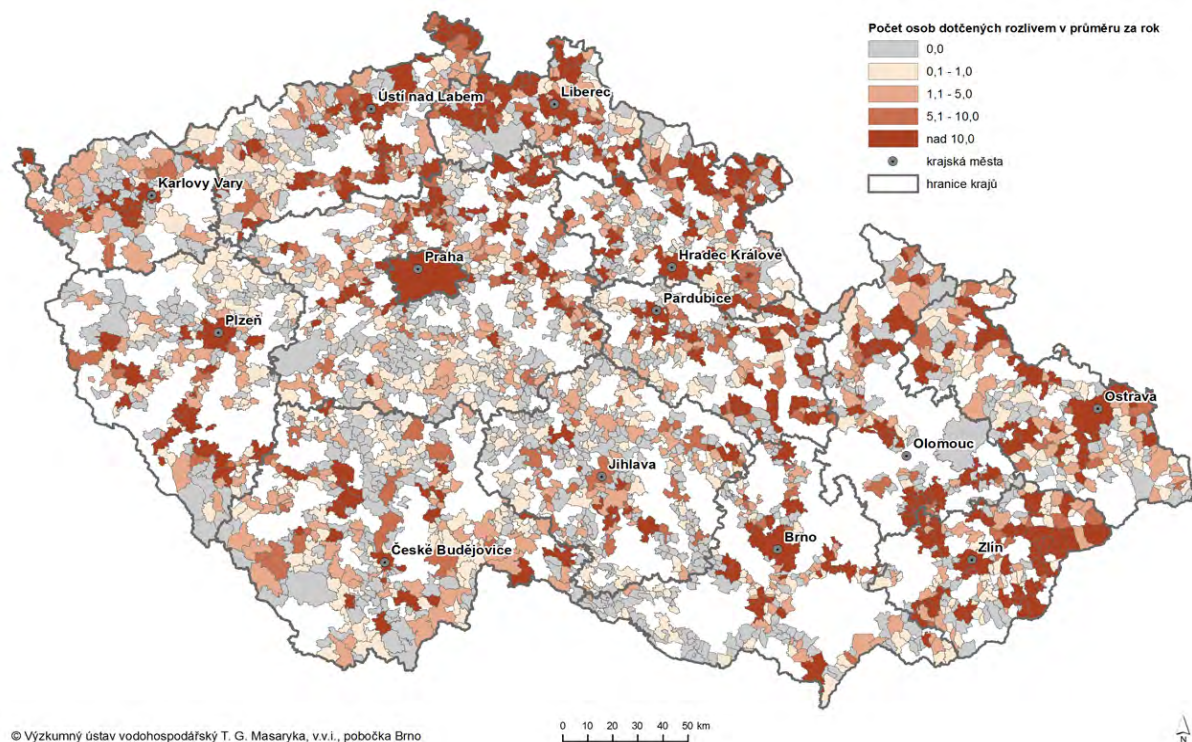 Počet osob dotčených rozlivem v průměru za rok
0,0
0,1 - 1,0
1,1 - 5,0
5,1 - 10,0
nad 10,0
krajská města
hranice krajů
Ústí nad Labem
Liberec
Karlovy Vary
Praha
Hradec Králové
Pardubice
Plzeň
Ostrava
Olomouc
Jihlava
Brno
České Budějovice
Zlín
0 10 20 30 40 50 km
© Výzkumný ústav vodohospodářský T. G. Masaryka, v.v.i., pobočka Brno
N